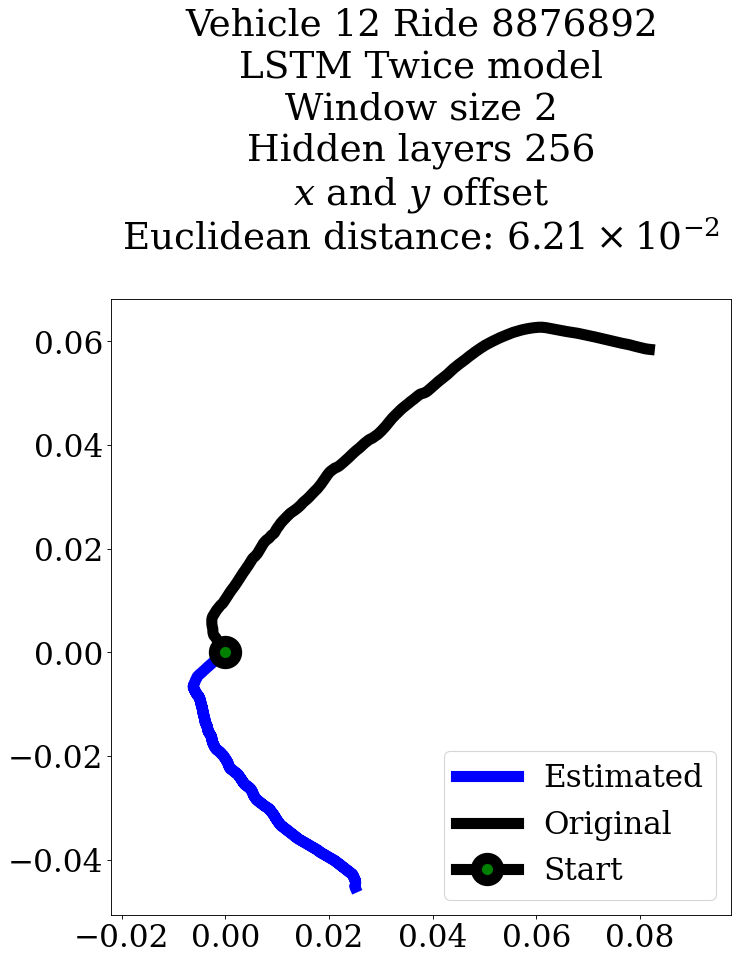 Vehicle 12 Ride 8876892
LSTM Twice model
Window size 2
Hidden layers 256
x and y offset
Euclidean distance: 6.21 × 10⁻²
0.06
0.04
0.02
0.00
−0.02
−0.04
Estimated
Original
Start
−0.02 0.00 0.02 0.04 0.06 0.08